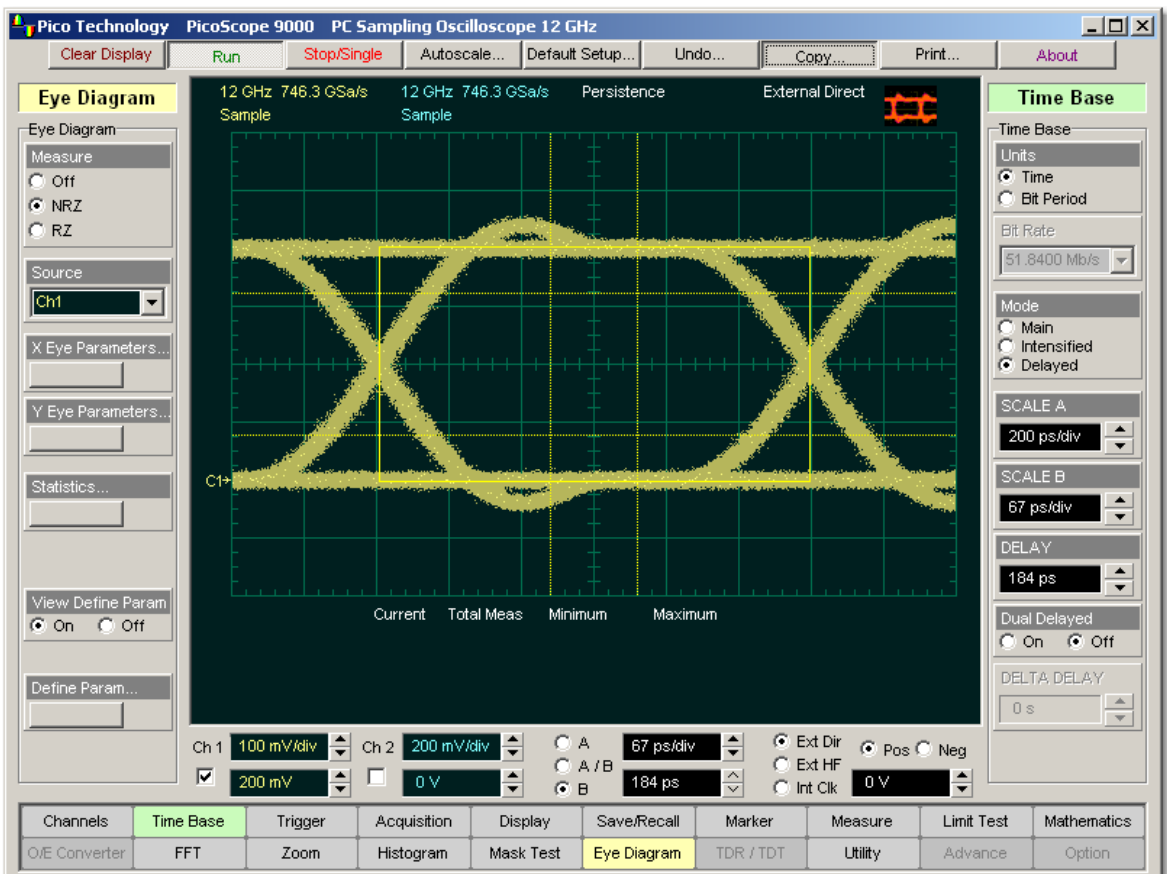 Pico Technology PicoScope 9000 PC Sampling Oscilloscope 12 GHz
Clear Display Run Stop/Single Autoscale... Default Setup... Undo... Copy... Print... About
Eye Diagram
Eye Diagram
Measure
Off
NRZ
RZ
Source
Ch1
X Eye Parameters...
Y Eye Parameters...
Statistics...
View Define Param
On Off
Define Param...
12 GHz 746.3 GSa/s 12 GHz 746.3 GSa/s Persistence External Direct
Sample Sample
C1
Current Total Meas Minimum Maximum
Time Base
Time Base
Units
Time
Bit Period
Bit Rate
51.8400 Mb/s
Mode
Main
Intensified
Delayed
SCALE A
200 ps/div
SCALE B
67 ps/div
DELAY
184 ps
Dual Delayed
On Off
DELTA DELAY
0 s
Ch 1 100 mV/div Ch 2 200 mV/div A 67 ps/div Ext Dir Pos Neg
A / B Ext HF
200 mV 0 V B 184 ps Int Clk 0 V
Channels Time Base Trigger Acquisition Display Save/Recall Marker Measure Limit Test Mathematics
O/E Converter FFT Zoom Histogram Mask Test Eye Diagram TDR / TDT Utility Advance Option